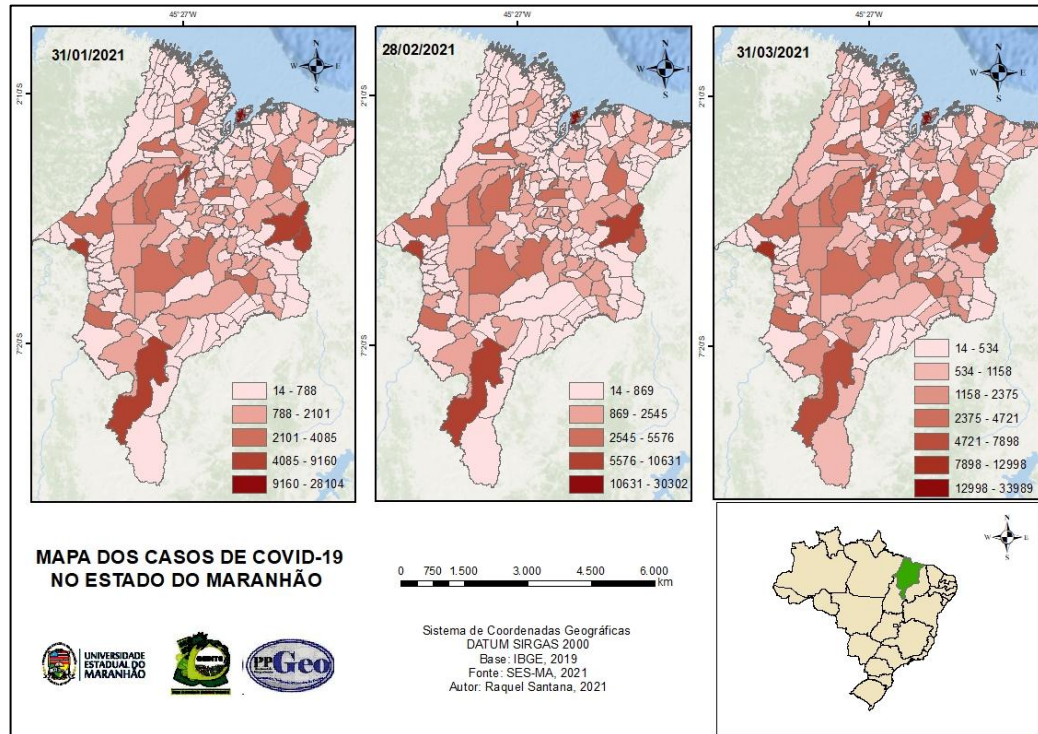 45° 27'W
45° 27'W
45° 27'W
31/01/2021
N
W E
S
2°10'S
7°20'S
14 - 788
788 - 2101
2101 - 4085
4085 - 9160
9160 - 28104
28/02/2021
N
W E
S
2°10'S
7°20'S
14 - 869
869 - 2545
2545 - 5576
5576 - 10631
10631 - 30302
31/03/2021
N
W E
S
2°10'S
7°20'S
14 - 534
534 - 1158
1158 - 2375
2375 - 4721
4721 - 7898
7898 - 12998
12998 - 33989
MAPA DOS CASOS DE COVID-19
NO ESTADO DO MARANHÃO
0 750 1.500 3.000 4.500 6.000
km
Sistema de Coordenadas Geográficas
DATUM SIRGAS 2000
Base: IBGE, 2019
Fonte: SES-MA, 2021
Autor: Raquel Santana, 2021
UNIVERSIDADE
ESTADUAL DO
MARANHÃO
PPGeo
N
W E
S